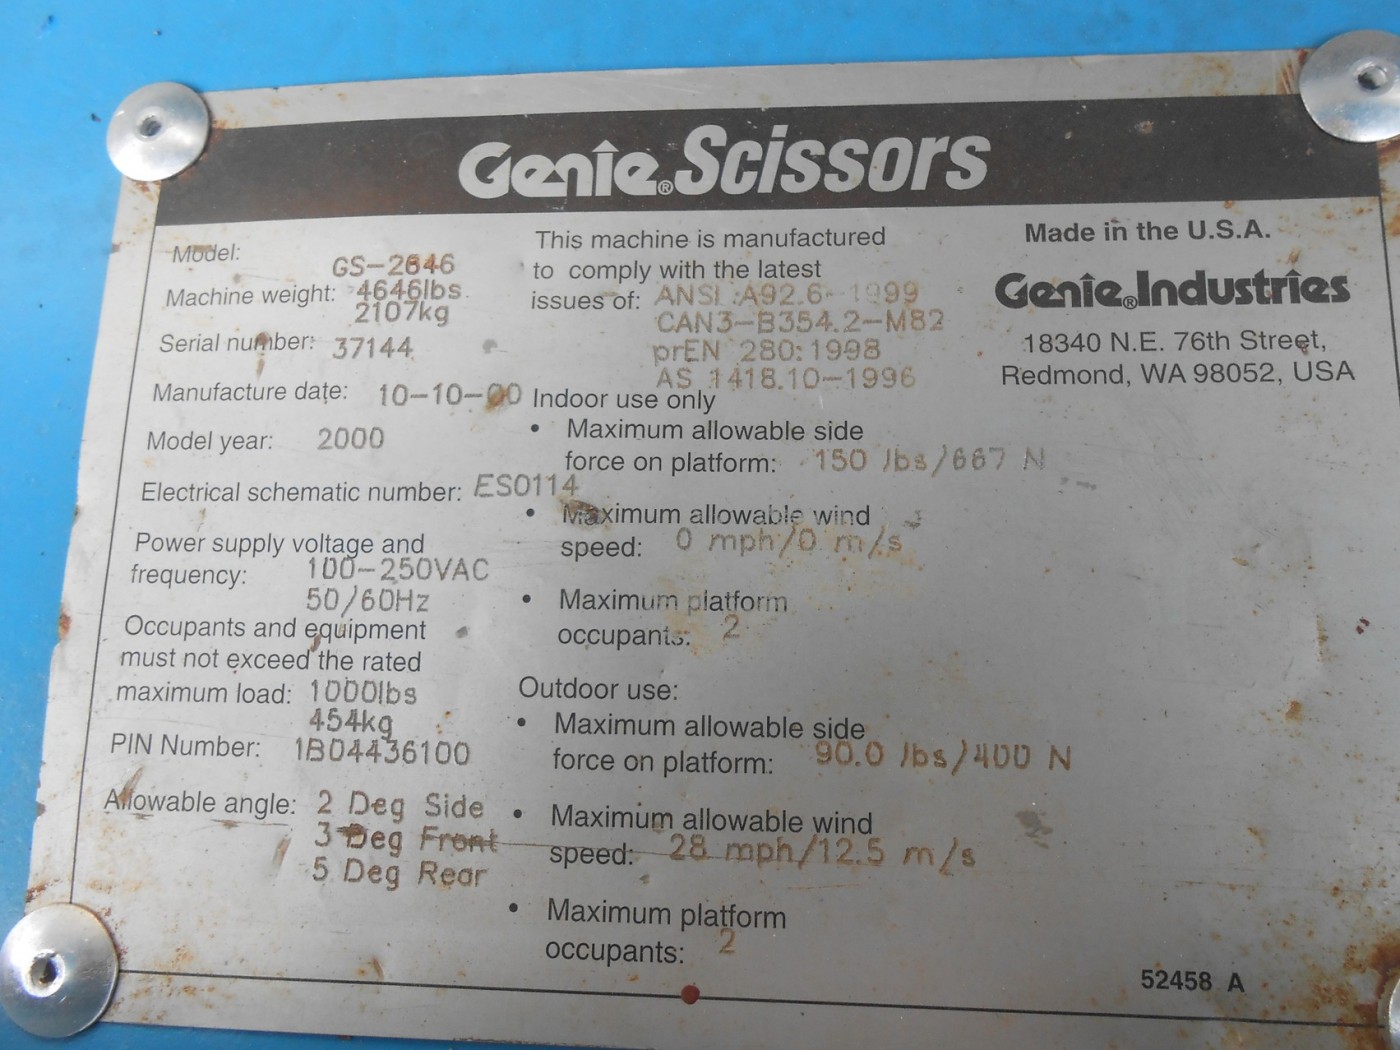 Genie® Scissors
Model: GS-2646
Machine weight: 4646lbs
2107kg
Serial number: 37144
Manufacture date: 10-10-00
Model year: 2000
Electrical schematic number: ES0114
Power supply voltage and
frequency: 100-250VAC
50/60Hz
Occupants and equipment
must not exceed the rated
maximum load: 1000lbs
454kg
PIN Number: 1B04436100
Allowable angle: 2 Deg Side
3 Deg Front
5 Deg Rear
This machine is manufactured
to comply with the latest
issues of: ANSI :A92.6-1999
CAN3-B354.2-M82
prEN 280:1998
AS 1418.10-1996
Indoor use only
• Maximum allowable side
force on platform: 150 lbs/667 N
• Maximum allowable wind
speed: 0 mph/0 m/s
• Maximum platform
occupants: 2
Outdoor use:
• Maximum allowable side
force on platform: 90.0 lbs/400 N
• Maximum allowable wind
speed: 28 mph/12.5 m/s
• Maximum platform
occupants: 2
Made in the U.S.A.
Genie® Industries
18340 N.E. 76th Street,
Redmond, WA 98052, USA
52458 A